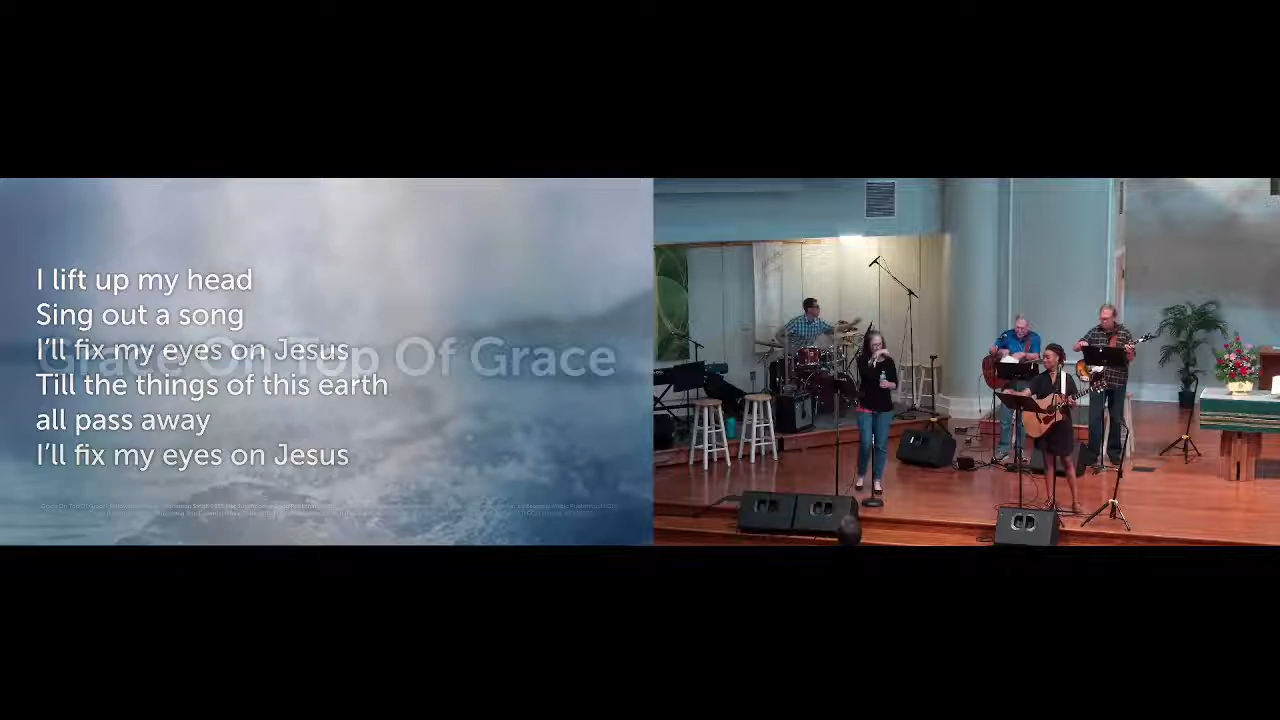 I lift up my head
Sing out a song
I'll fix my eyes on Jesus
Grace On Top Of Grace
Till the things of this earth
all pass away
I'll fix my eyes on Jesus